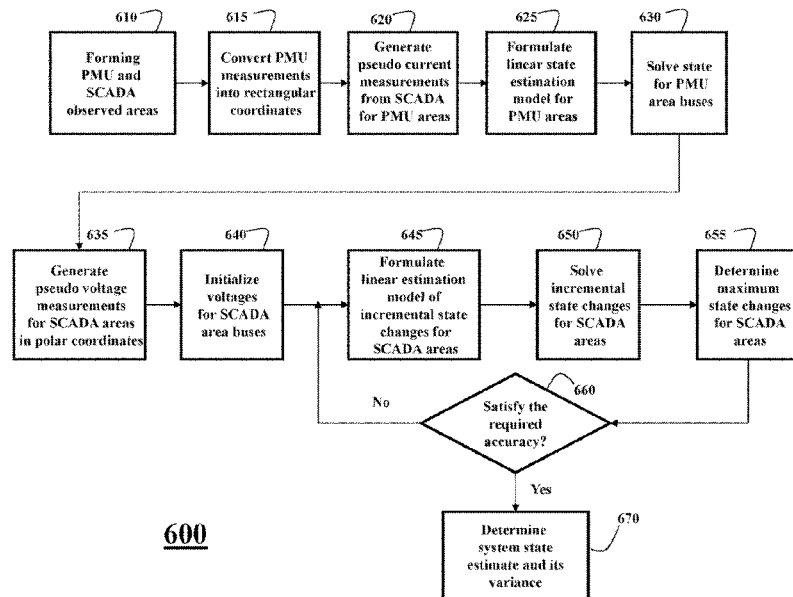 610
Forming
PMU and
SCADA
observed areas
615
Convert PMU
measurements
into rectangular
coordinates
620
Generate
pseudo current
measurements
from SCADA
for PMU areas
625
Formulate
linear state
estimation
model for
PMU areas
630
Solve state
for PMU
area buses
635
Generate
pseudo voltage
measurements
for SCADA areas
in polar coordinates
640
Initialize
voltages
for SCADA
area buses
645
Formulate
linear estimation
model of
incremental state
changes for
SCADA areas
650
Solve
incremental
state changes
for SCADA
areas
655
Determine
maximum
state changes
for SCADA
areas
660
Satisfy the
required
accuracy?
No
Yes
670
Determine
system state
estimate and its
variance
600